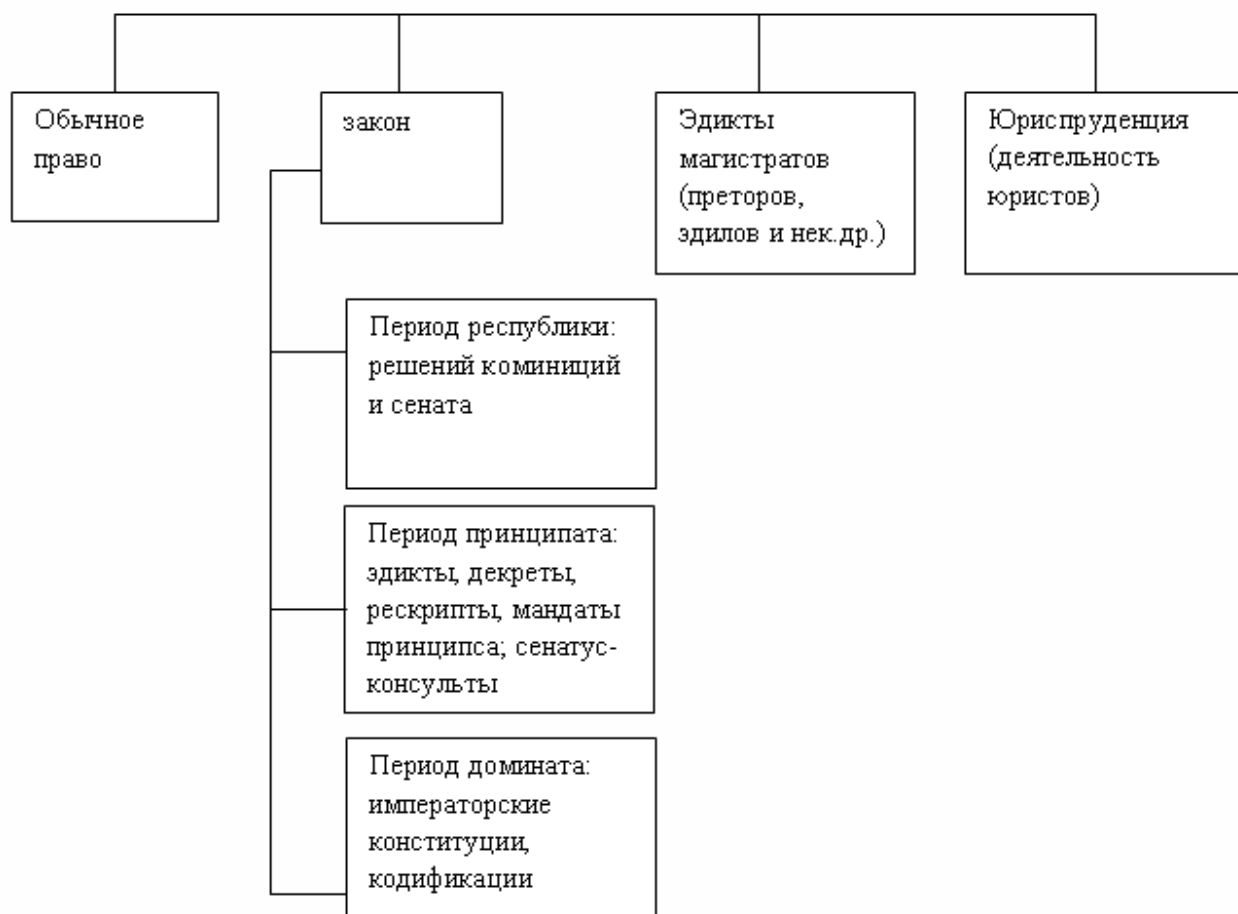 Обычное
право
закон
Эдикты
магистратов
(преторов,
эдилов и нек.др.)
Юриспруденция
(деятельность
юристов)
Период республики:
решений коминиций
и сената
Период принципата:
эдикты, декреты,
рескрипты, мандаты
принципса; сенатус-
консульты
Период домината:
императорские
конституции,
кодификации